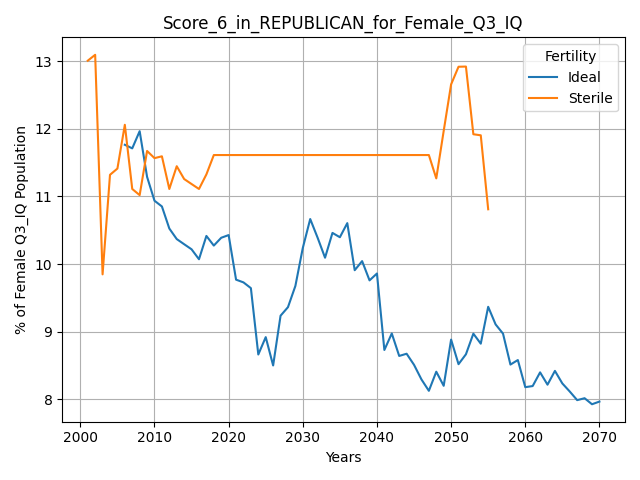 Score_6_in_REPUBLICAN_for_Female_Q3_IQ
Fertility
Ideal
Sterile
% of Female Q3_IQ Population
13
12
11
10
9
8
2000 2010 2020 2030 2040 2050 2060 2070
Years